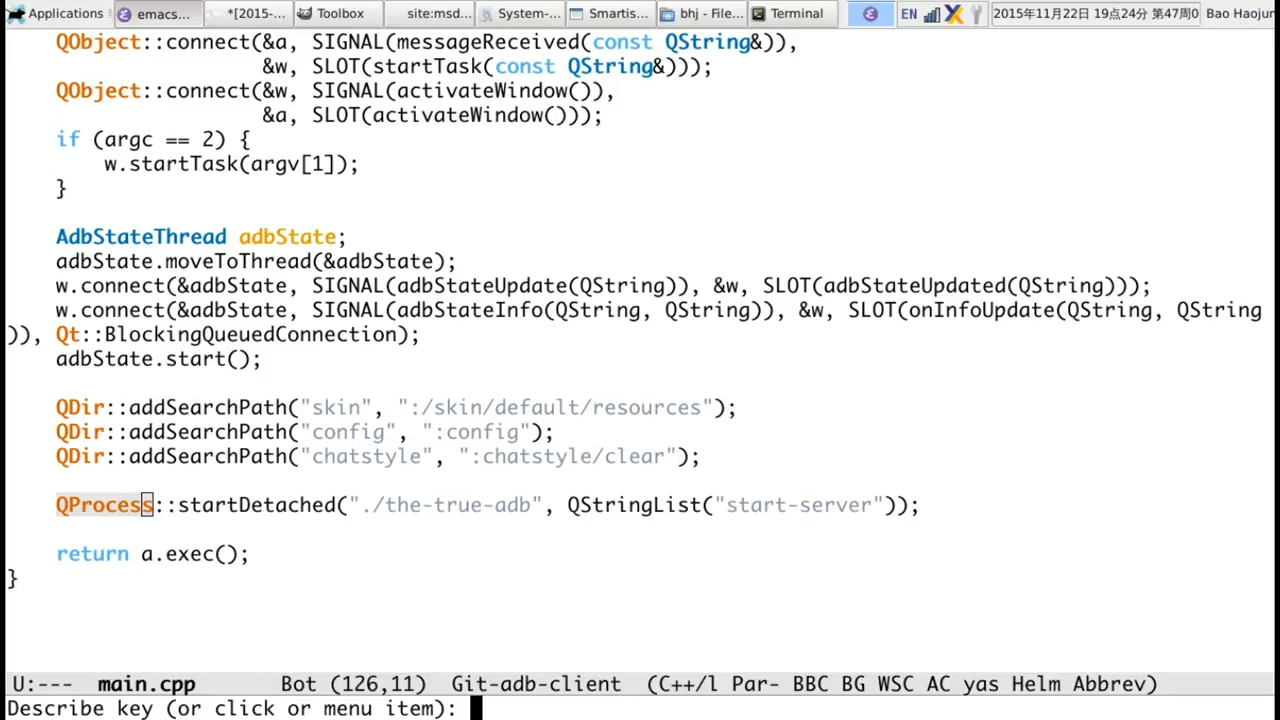 Applications emacs... *[2015-... Toolbox site:msd... System-... Smartis... bhj - File... Terminal EN 2015年11月22日 19点24分 第47周0 Bao Haojun
QObject::connect(&a, SIGNAL(messageReceived(const QString&)),
&w, SLOT(startTask(const QString&)));
QObject::connect(&w, SIGNAL(activateWindow()),
&a, SLOT(activateWindow()));
if (argc == 2) {
w.startTask(argv[1]);
}
AdbStateThread adbState;
adbState.moveToThread(&adbState);
w.connect(&adbState, SIGNAL(adbStateUpdate(QString)), &w, SLOT(adbStateUpdated(QString)));
w.connect(&adbState, SIGNAL(adbStateInfo(QString, QString)), &w, SLOT(onInfoUpdate(QString, QString
)), Qt::BlockingQueuedConnection);
adbState.start();
QDir::addSearchPath("skin", ":/skin/default/resources");
QDir::addSearchPath("config", ":config");
QDir::addSearchPath("chatstyle", ":chatstyle/clear");
QProcess::startDetached("./the-true-adb", QStringList("start-server"));
return a.exec();
}
U:--- main.cpp Bot (126,11) Git-adb-client (C++/l Par- BBC BG WSC AC yas Helm Abbrev)
Describe key (or click or menu item):